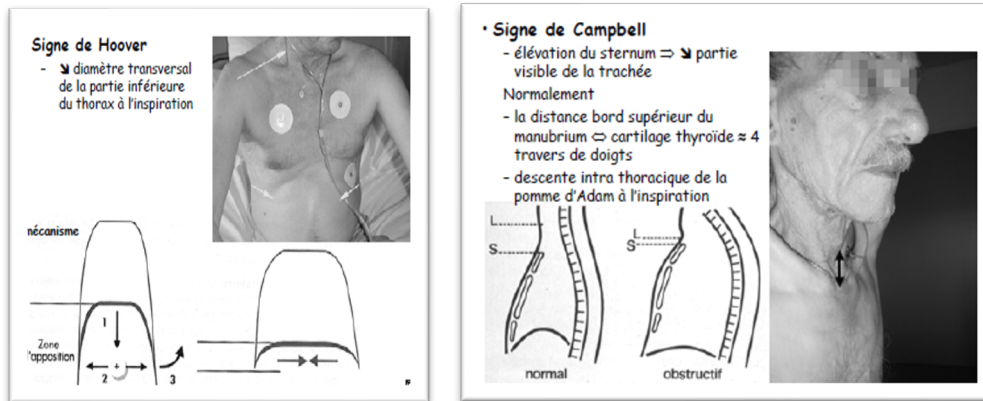 Signe de Hoover
- ↘ diamètre transversal
de la partie inférieure
du thorax à l'inspiration
nécanisme
1
Zone
l'apposition
2
+
3
• Signe de Campbell
- élévation du sternum ⇒ ↘ partie
visible de la trachée
Normalement
- la distance bord supérieur du
manubrium ⇔ cartilage thyroïde ≈ 4
travers de doigts
- descente intra thoracique de la
pomme d'Adam à l'inspiration
L
S
L
S
normal
obstructif